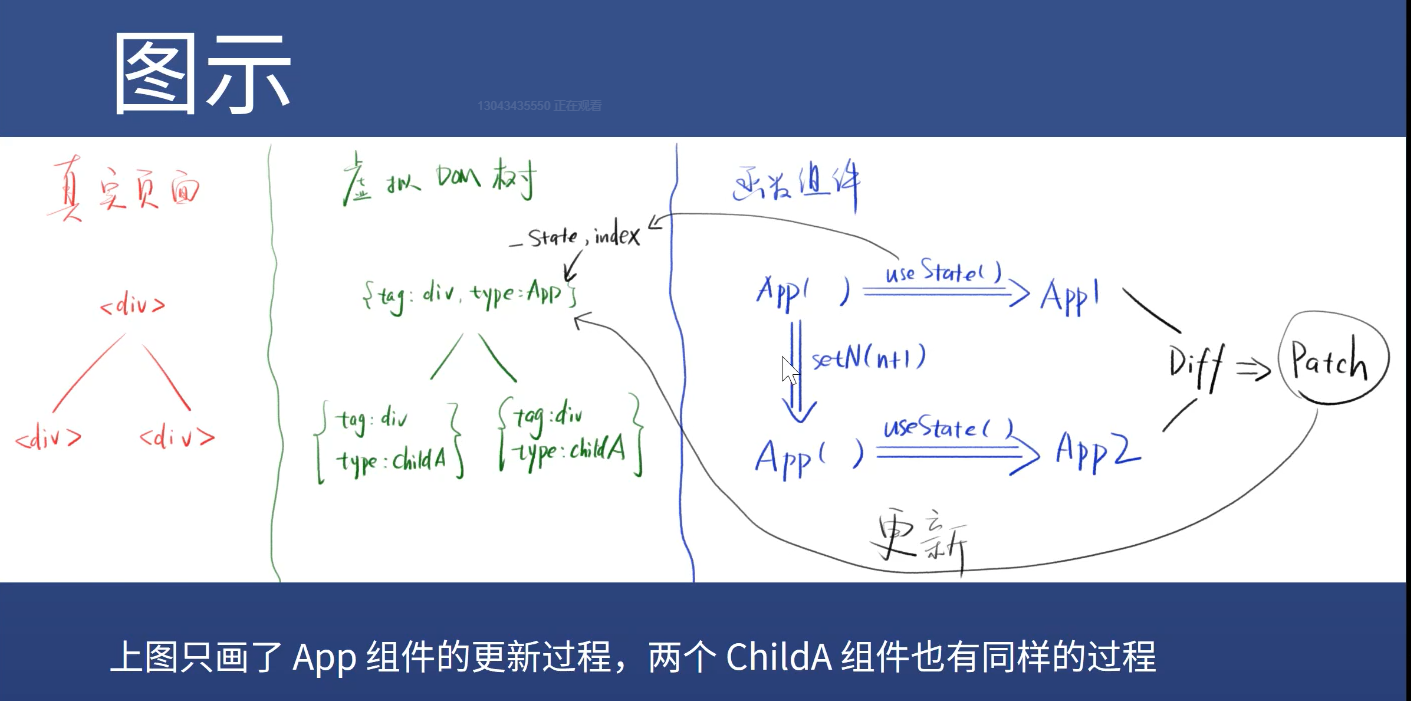 图示
13043435550 正在观看
真实页面
<div>
<div> <div>
虚拟 DOM 树
_state, index
{tag: div, type: App}
{tag: div
type: childA}
{tag: div
type: childA}
函数组件
App( ) useState( ) App1
setN(n+1)
App( ) useState( ) App2
Diff ⇒ Patch
更新
上图只画了 App 组件的更新过程，两个 ChildA 组件也有同样的过程